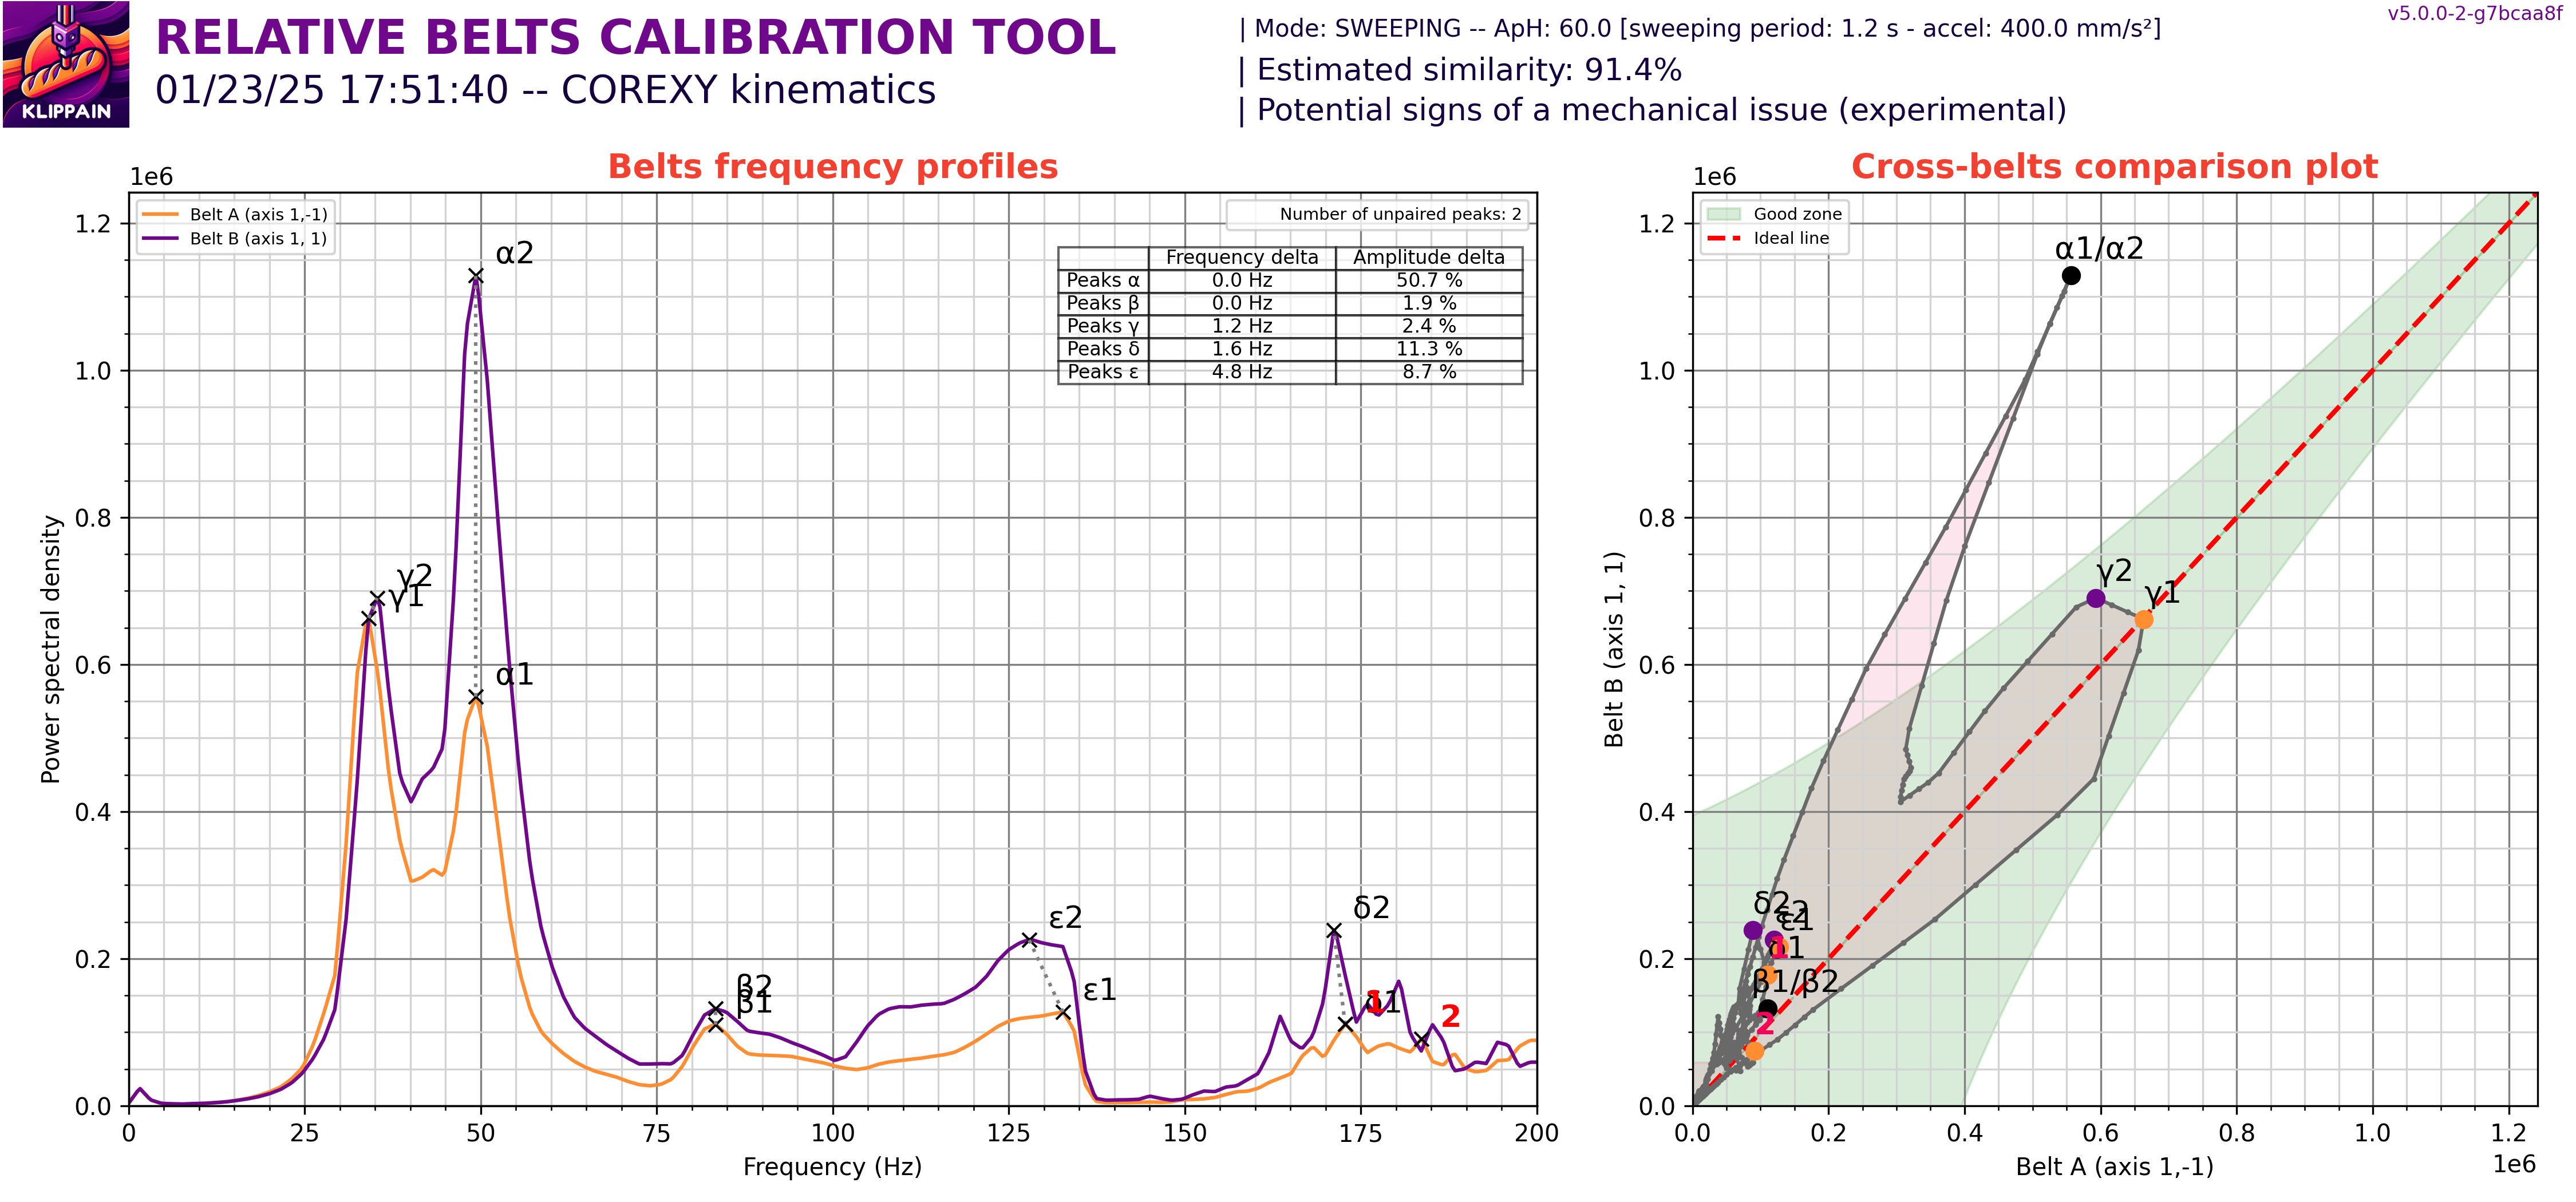 KLIPPAIN
RELATIVE BELTS CALIBRATION TOOL
01/23/25 17:51:40 -- COREXY kinematics
| Mode: SWEEPING -- ApH: 60.0 [sweeping period: 1.2 s - accel: 400.0 mm/s²]
| Estimated similarity: 91.4%
| Potential signs of a mechanical issue (experimental)
v5.0.0-2-g7bcaa8f
Belts frequency profiles
1e6
Belt A (axis 1,-1)
Belt B (axis 1, 1)
Number of unpaired peaks: 2
Frequency delta Amplitude delta
Peaks α 0.0 Hz 50.7 %
Peaks β 0.0 Hz 1.9 %
Peaks γ 1.2 Hz 2.4 %
Peaks δ 1.6 Hz 11.3 %
Peaks ε 4.8 Hz 8.7 %
α2
γ2
γ1
α1
β2
β1
ε2
ε1
δ2
1
δ1
2
1.2
1.0
0.8
0.6
0.4
0.2
0.0
Power spectral density
0 25 50 75 100 125 150 175 200
Frequency (Hz)
Cross-belts comparison plot
1e6
Good zone
Ideal line
α1/α2
γ2
γ1
δ2
ε2
ε1
1
δ1
β1/β2
2
1.2
1.0
0.8
0.6
0.4
0.2
0.0
Belt B (axis 1, 1)
0.0 0.2 0.4 0.6 0.8 1.0 1.2
Belt A (axis 1,-1)
1e6